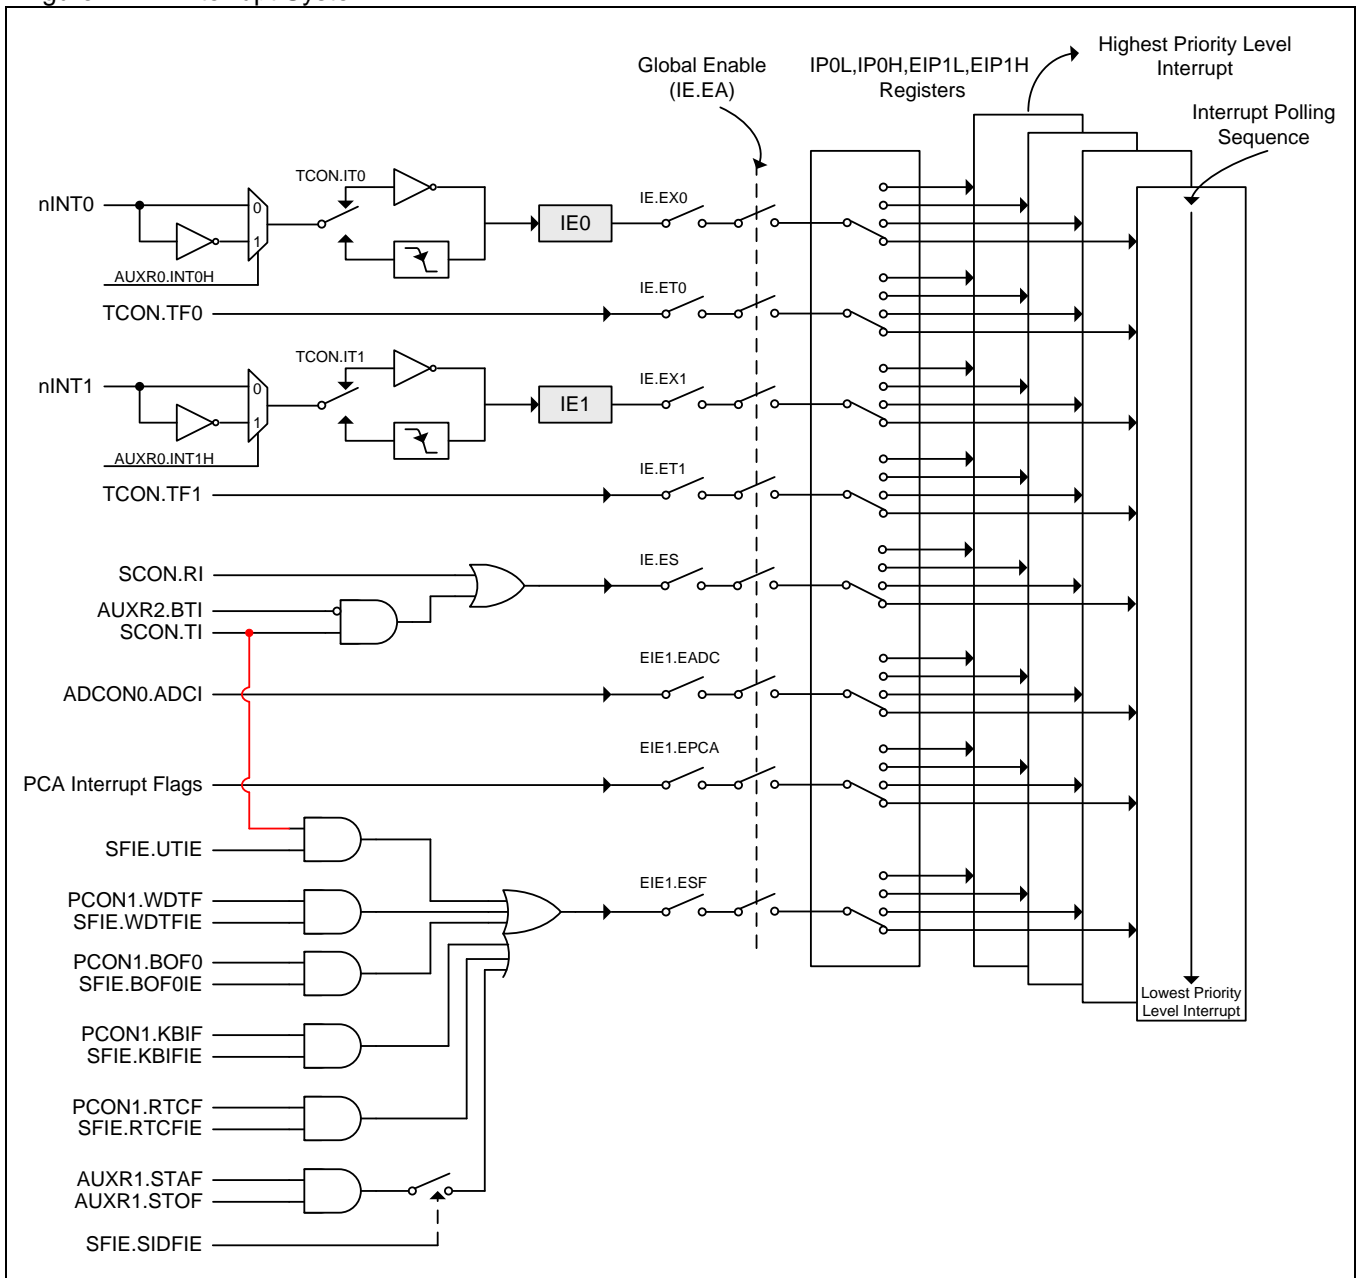 Highest Priority Level
Interrupt
Global Enable
(IE.EA)
IP0L,IP0H,EIP1L,EIP1H
Registers
Interrupt Polling
Sequence
nINT0
0
1
AUXR0.INT0H
TCON.IT0
IE0
IE.EX0
TCON.TF0
IE.ET0
nINT1
0
1
AUXR0.INT1H
TCON.IT1
IE1
IE.EX1
TCON.TF1
IE.ET1
SCON.RI
AUXR2.BTI
SCON.TI
IE.ES
ADCON0.ADCI
EIE1.EADC
PCA Interrupt Flags
EIE1.EPCA
SFIE.UTIE
PCON1.WDTF
SFIE.WDTFIE
EIE1.ESF
PCON1.BOF0
SFIE.BOF0IE
Lowest Priority
Level Interrupt
PCON1.KBIF
SFIE.KBIFIE
PCON1.RTCF
SFIE.RTCFIE
AUXR1.STAF
AUXR1.STOF
SFIE.SIDFIE